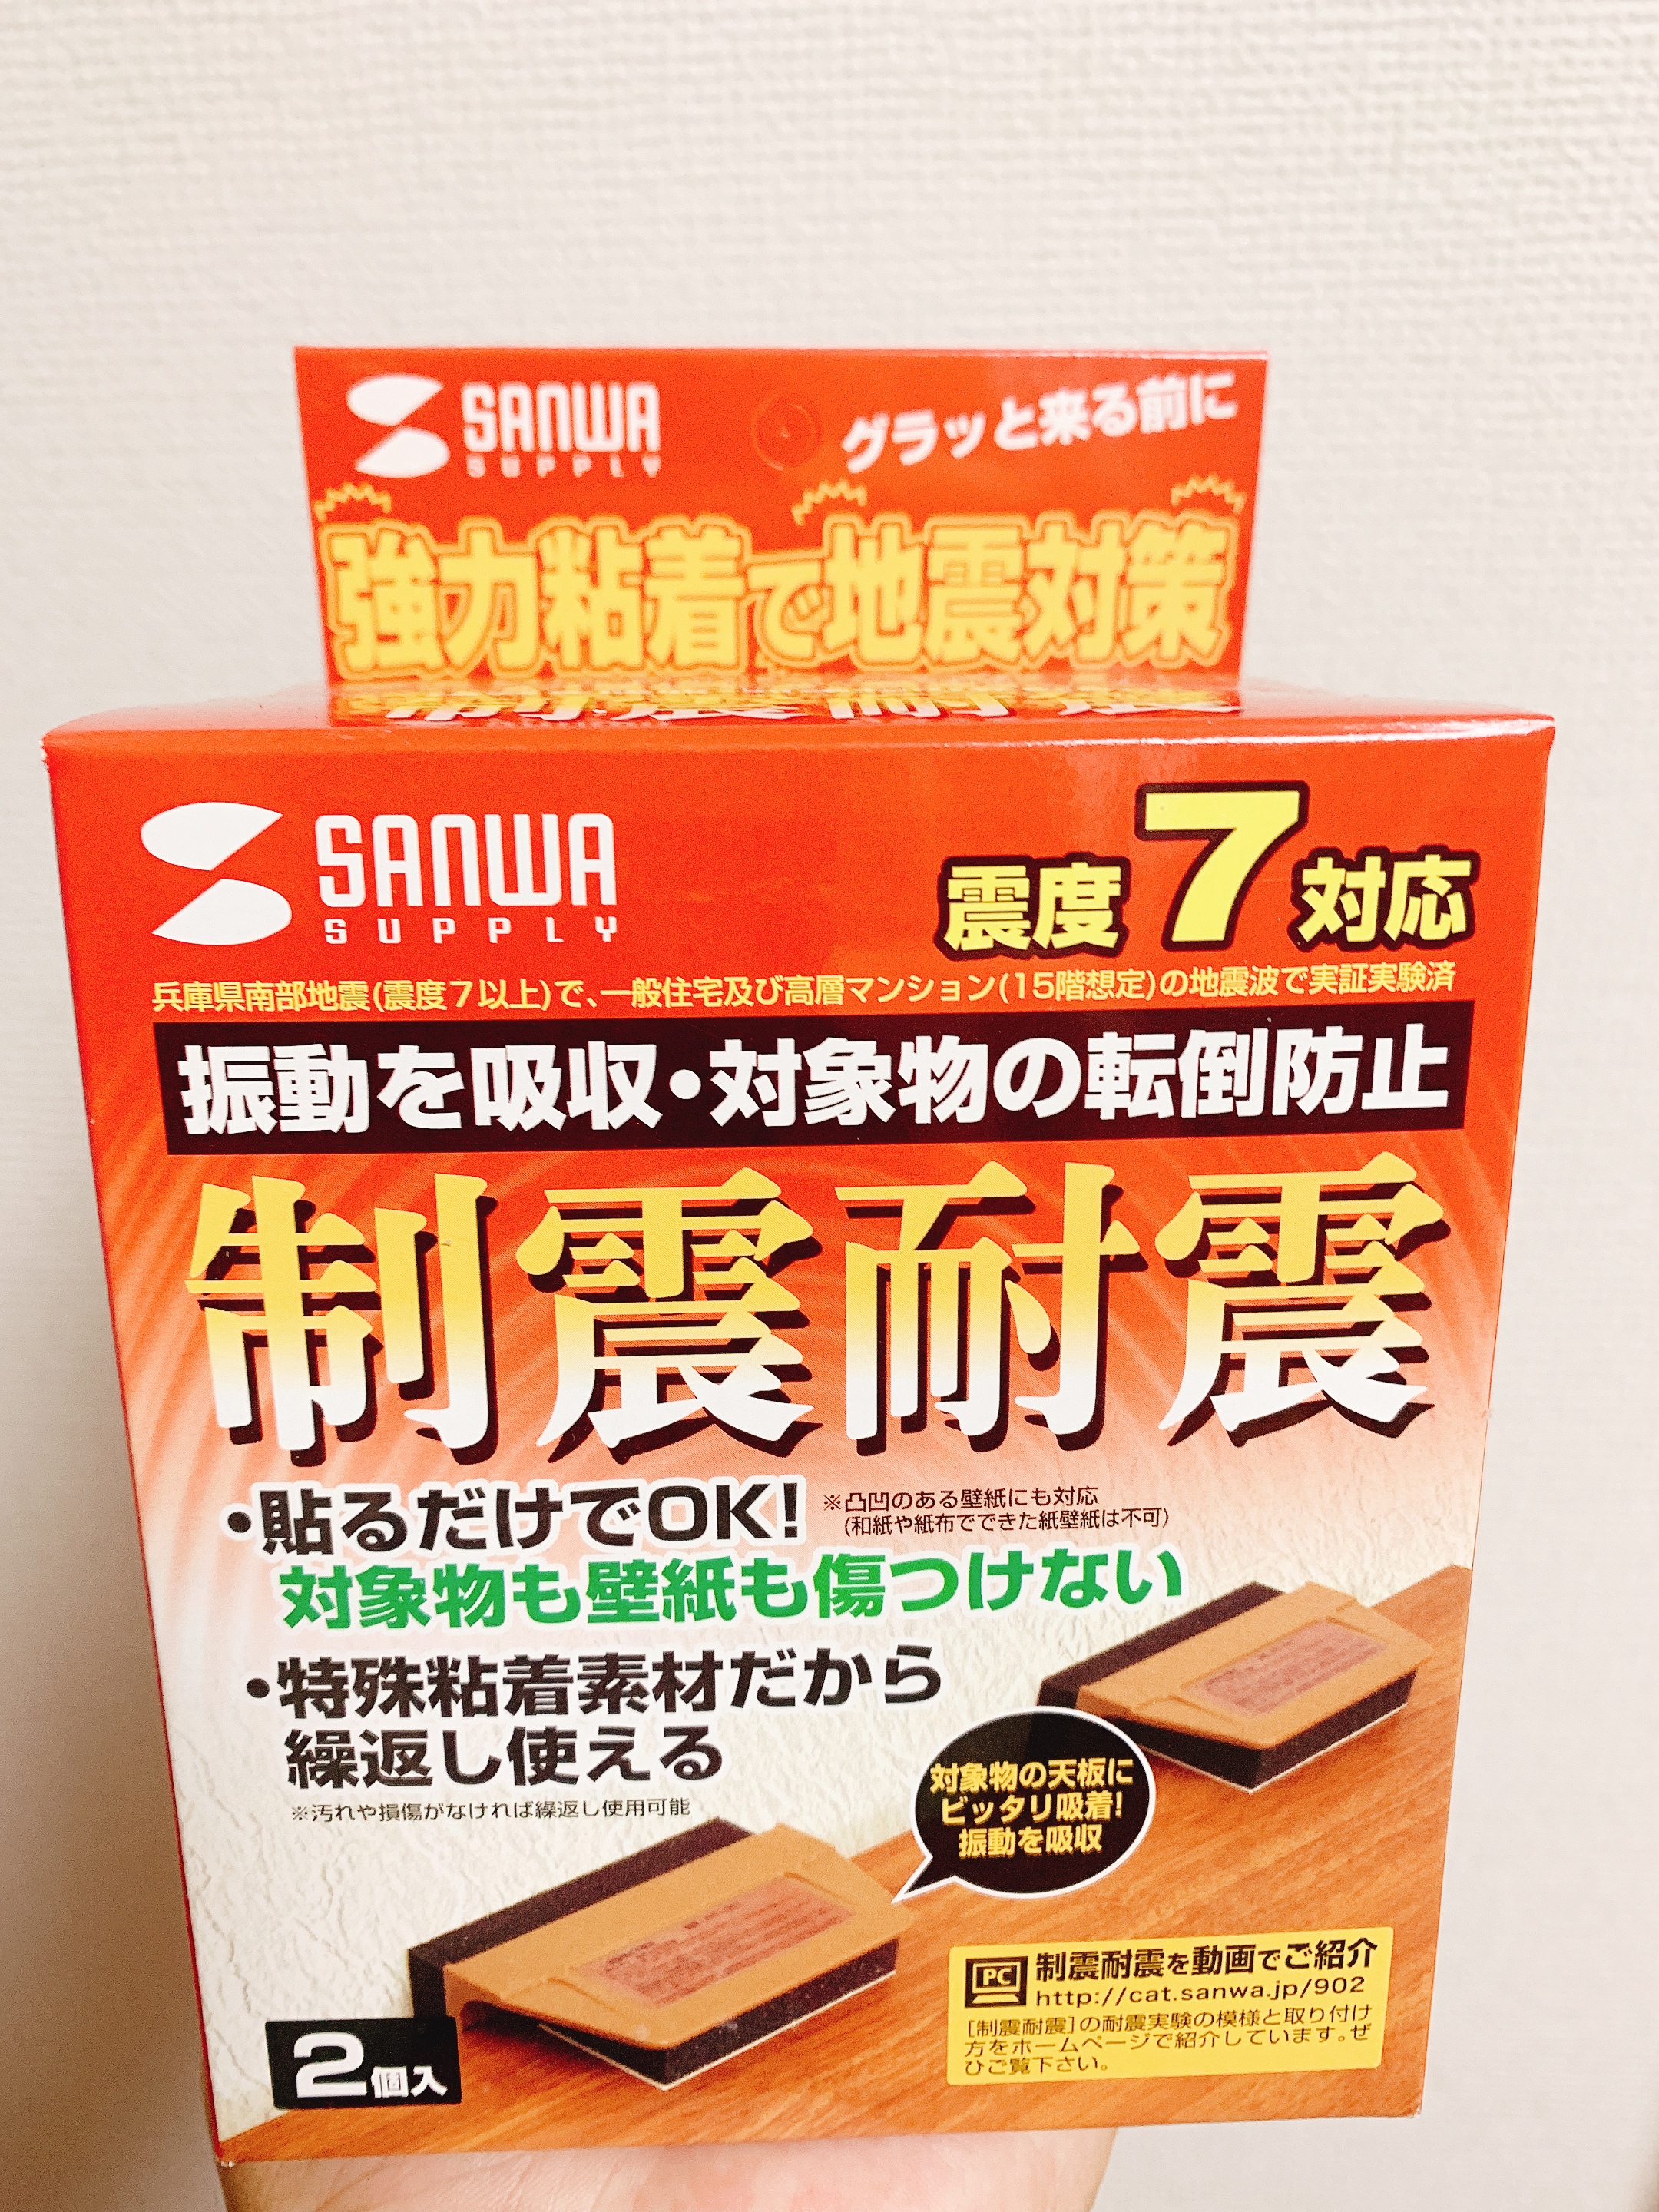 SANWA
SUPPLY
グラッと来る前に
強力粘着で地震対策
制震耐震
SANWA
SUPPLY
震度7対応
兵庫県南部地震(震度7以上)で、一般住宅及び高層マンション(15階想定)の地震波で実証実験済
振動を吸収・対象物の転倒防止
制震耐震
・貼るだけでOK!
※凸凹のある壁紙にも対応
(和紙や紙布でできた紙壁紙は不可)
対象物も壁紙も傷つけない
・特殊粘着素材だから
繰返し使える
※汚れや損傷がなければ繰返し使用可能
対象物の天板に
ピッタリ吸着!
振動を吸収
PC
制震耐震を動画でご紹介
http://cat.sanwa.jp/902
[制震耐震]の耐震実験の模様と取り付け
方をホームページで紹介しています。ぜ
ひご覧下さい。
2個入